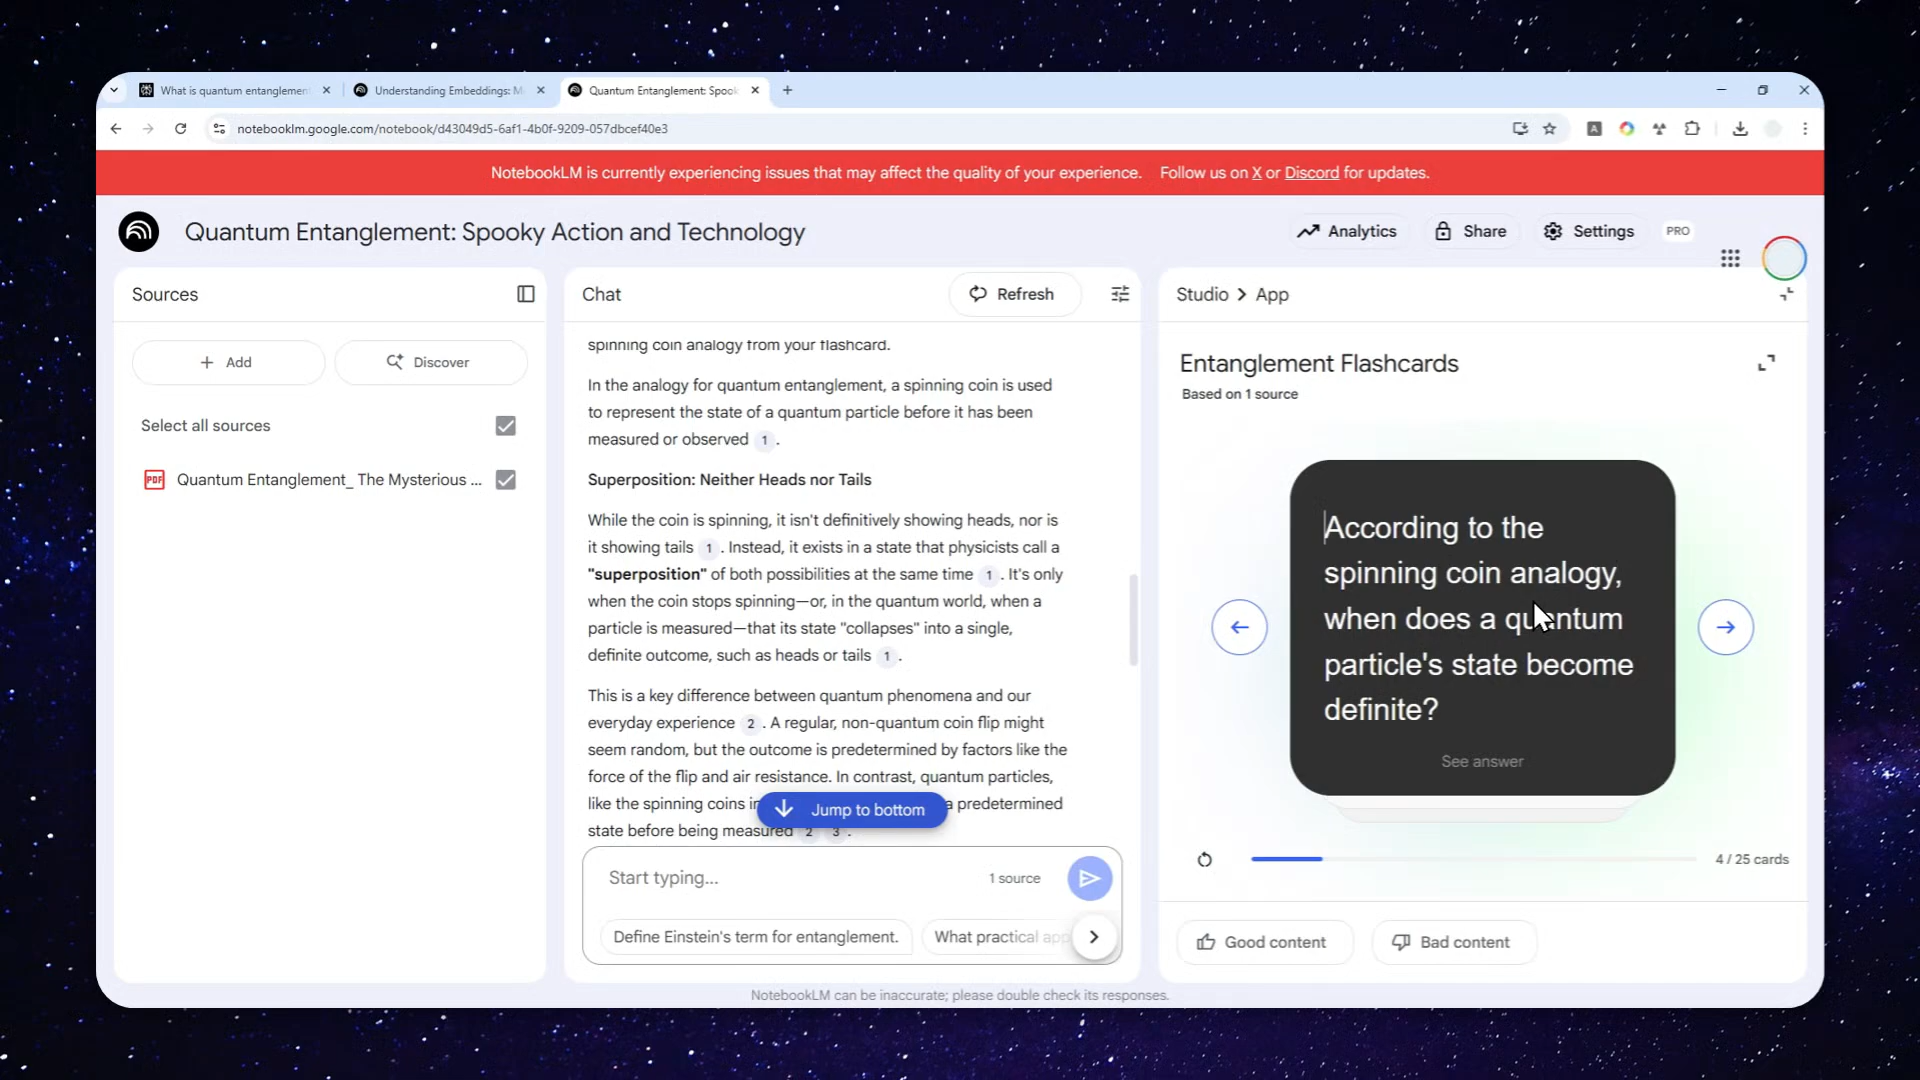 What is quantum entanglemen
Understanding Embeddings: M
Quantum Entanglement: Spook
notebooklm.google.com/notebook/d43049d5-6af1-4b0f-9209-057dbcef40e3
A
NotebookLM is currently experiencing issues that may affect the quality of your experience. Follow us on X or Discord for updates.
Quantum Entanglement: Spooky Action and Technology
Analytics
Share
Settings
PRO
Sources
Add
Discover
Select all sources
PDF
Quantum Entanglement_ The Mysterious ...
Chat
Refresh
spinning coin analogy from your flashcard.
In the analogy for quantum entanglement, a spinning coin is used
to represent the state of a quantum particle before it has been
measured or observed 1 .
Superposition: Neither Heads nor Tails
While the coin is spinning, it isn't definitively showing heads, nor is
it showing tails 1 . Instead, it exists in a state that physicists call a
"superposition" of both possibilities at the same time 1 . It's only
when the coin stops spinning—or, in the quantum world, when a
particle is measured—that its state "collapses" into a single,
definite outcome, such as heads or tails 1 .
This is a key difference between quantum phenomena and our
everyday experience 2 . A regular, non-quantum coin flip might
seem random, but the outcome is predetermined by factors like the
force of the flip and air resistance. In contrast, quantum particles,
like the spinning coins in a predetermined
Jump to bottom
state before being measured 2 3 .
Start typing...
1 source
Define Einstein's term for entanglement.
What practical app
Studio > App
Entanglement Flashcards
Based on 1 source
According to the
spinning coin analogy,
when does a quantum
particle's state become
definite?
See answer
4 / 25 cards
Good content
Bad content
NotebookLM can be inaccurate; please double check its responses.